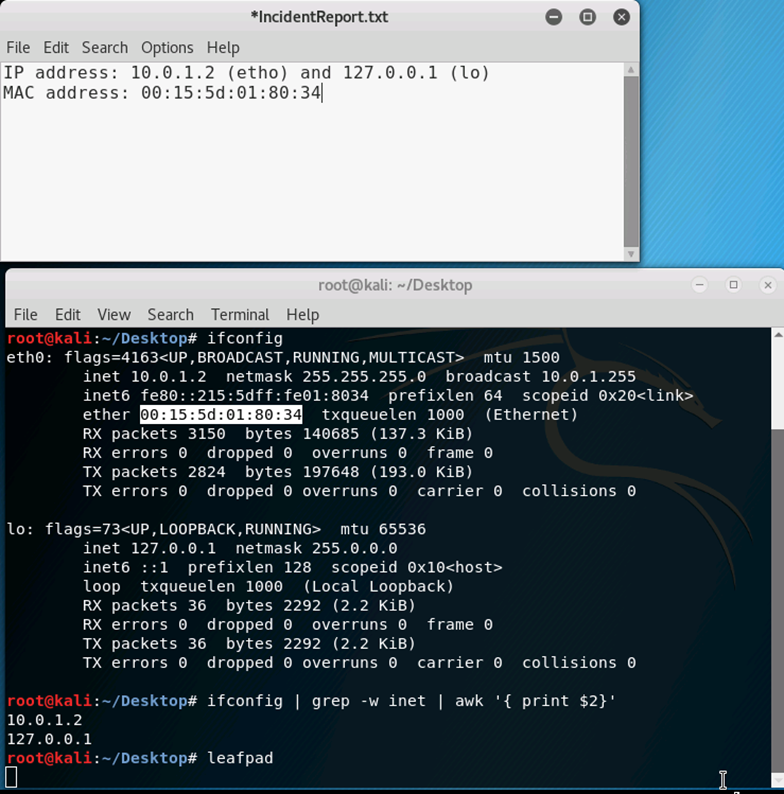 *IncidentReport.txt
File Edit Search Options Help
IP address: 10.0.1.2 (etho) and 127.0.0.1 (lo)
MAC address: 00:15:5d:01:80:34
root@kali: ~/Desktop
File Edit View Search Terminal Help
root@kali:~/Desktop# ifconfig
eth0: flags=4163<UP,BROADCAST,RUNNING,MULTICAST>  mtu 1500
        inet 10.0.1.2  netmask 255.255.255.0  broadcast 10.0.1.255
        inet6 fe80::215:5dff:fe01:8034  prefixlen 64  scopeid 0x20<link>
        ether 00:15:5d:01:80:34  txqueuelen 1000  (Ethernet)
        RX packets 3150  bytes 140685 (137.3 KiB)
        RX errors 0  dropped 0  overruns 0  frame 0
        TX packets 2824  bytes 197648 (193.0 KiB)
        TX errors 0  dropped 0 overruns 0  carrier 0  collisions 0
lo: flags=73<UP,LOOPBACK,RUNNING>  mtu 65536
        inet 127.0.0.1  netmask 255.0.0.0
        inet6 ::1  prefixlen 128  scopeid 0x10<host>
        loop  txqueuelen 1000  (Local Loopback)
        RX packets 36  bytes 2292 (2.2 KiB)
        RX errors 0  dropped 0  overruns 0  frame 0
        TX packets 36  bytes 2292 (2.2 KiB)
        TX errors 0  dropped 0 overruns 0  carrier 0  collisions 0
root@kali:~/Desktop# ifconfig | grep -w inet | awk '{ print $2}'
10.0.1.2
127.0.0.1
root@kali:~/Desktop# leafpad